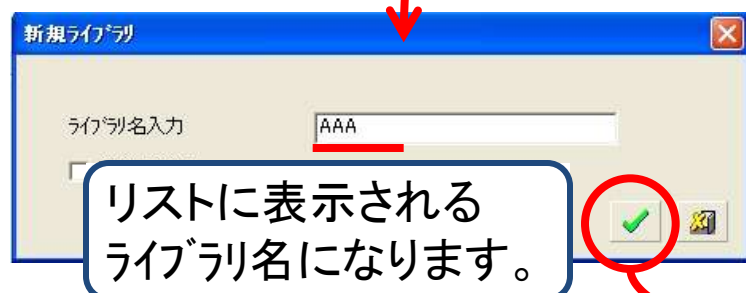 新規ﾗｲﾌﾞﾗﾘ
ﾗｲﾌﾞﾗﾘ名入力
AAA
リストに表示される
ﾗｲﾌﾞﾗﾘ名になります。